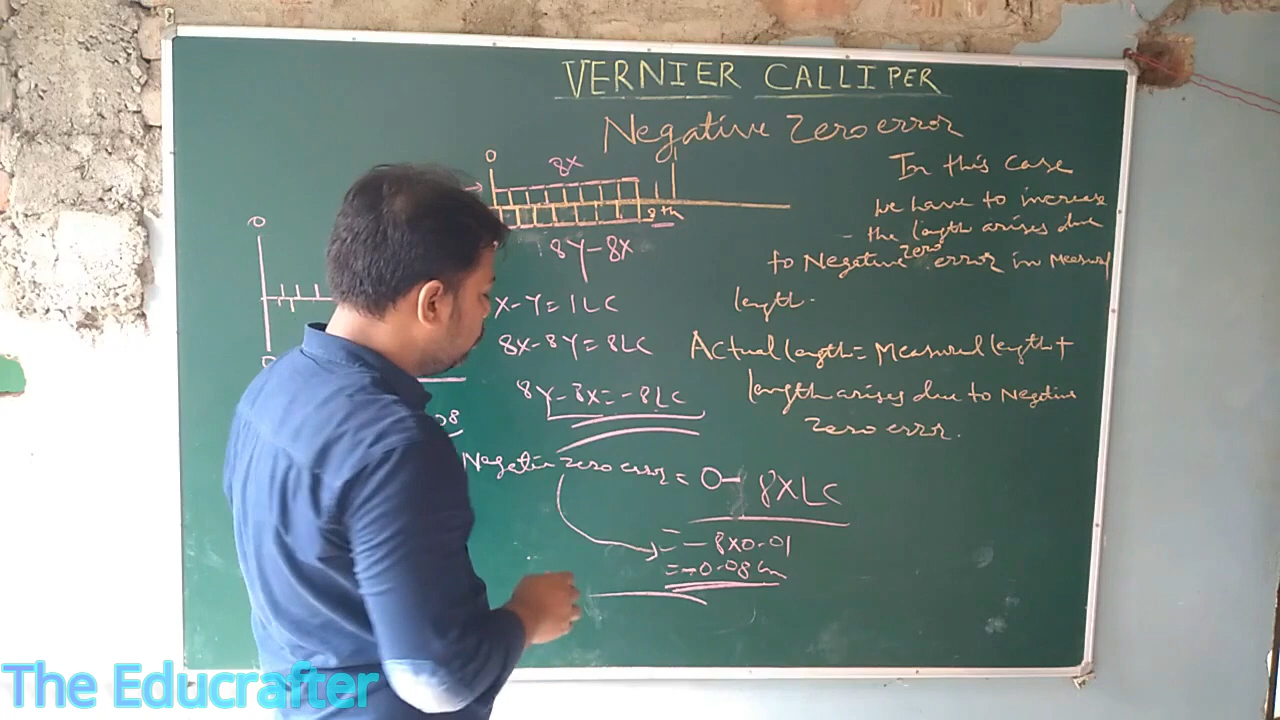 VERNIER CALLIPER
Negative Zero error
0
8X
8th
8Y-8X
0
In this case
we have to increase
the length arises due
to Negative zero error in Measured
length.
X-Y=1LC
8X-8Y=8LC
8Y-8X=-8LC
Actual length= Measured length+
length arises due to Negative
Zero error.
08
Negative zero error = 0-8XLC
= -8X0.01
= -0.08cm
The Educrafter